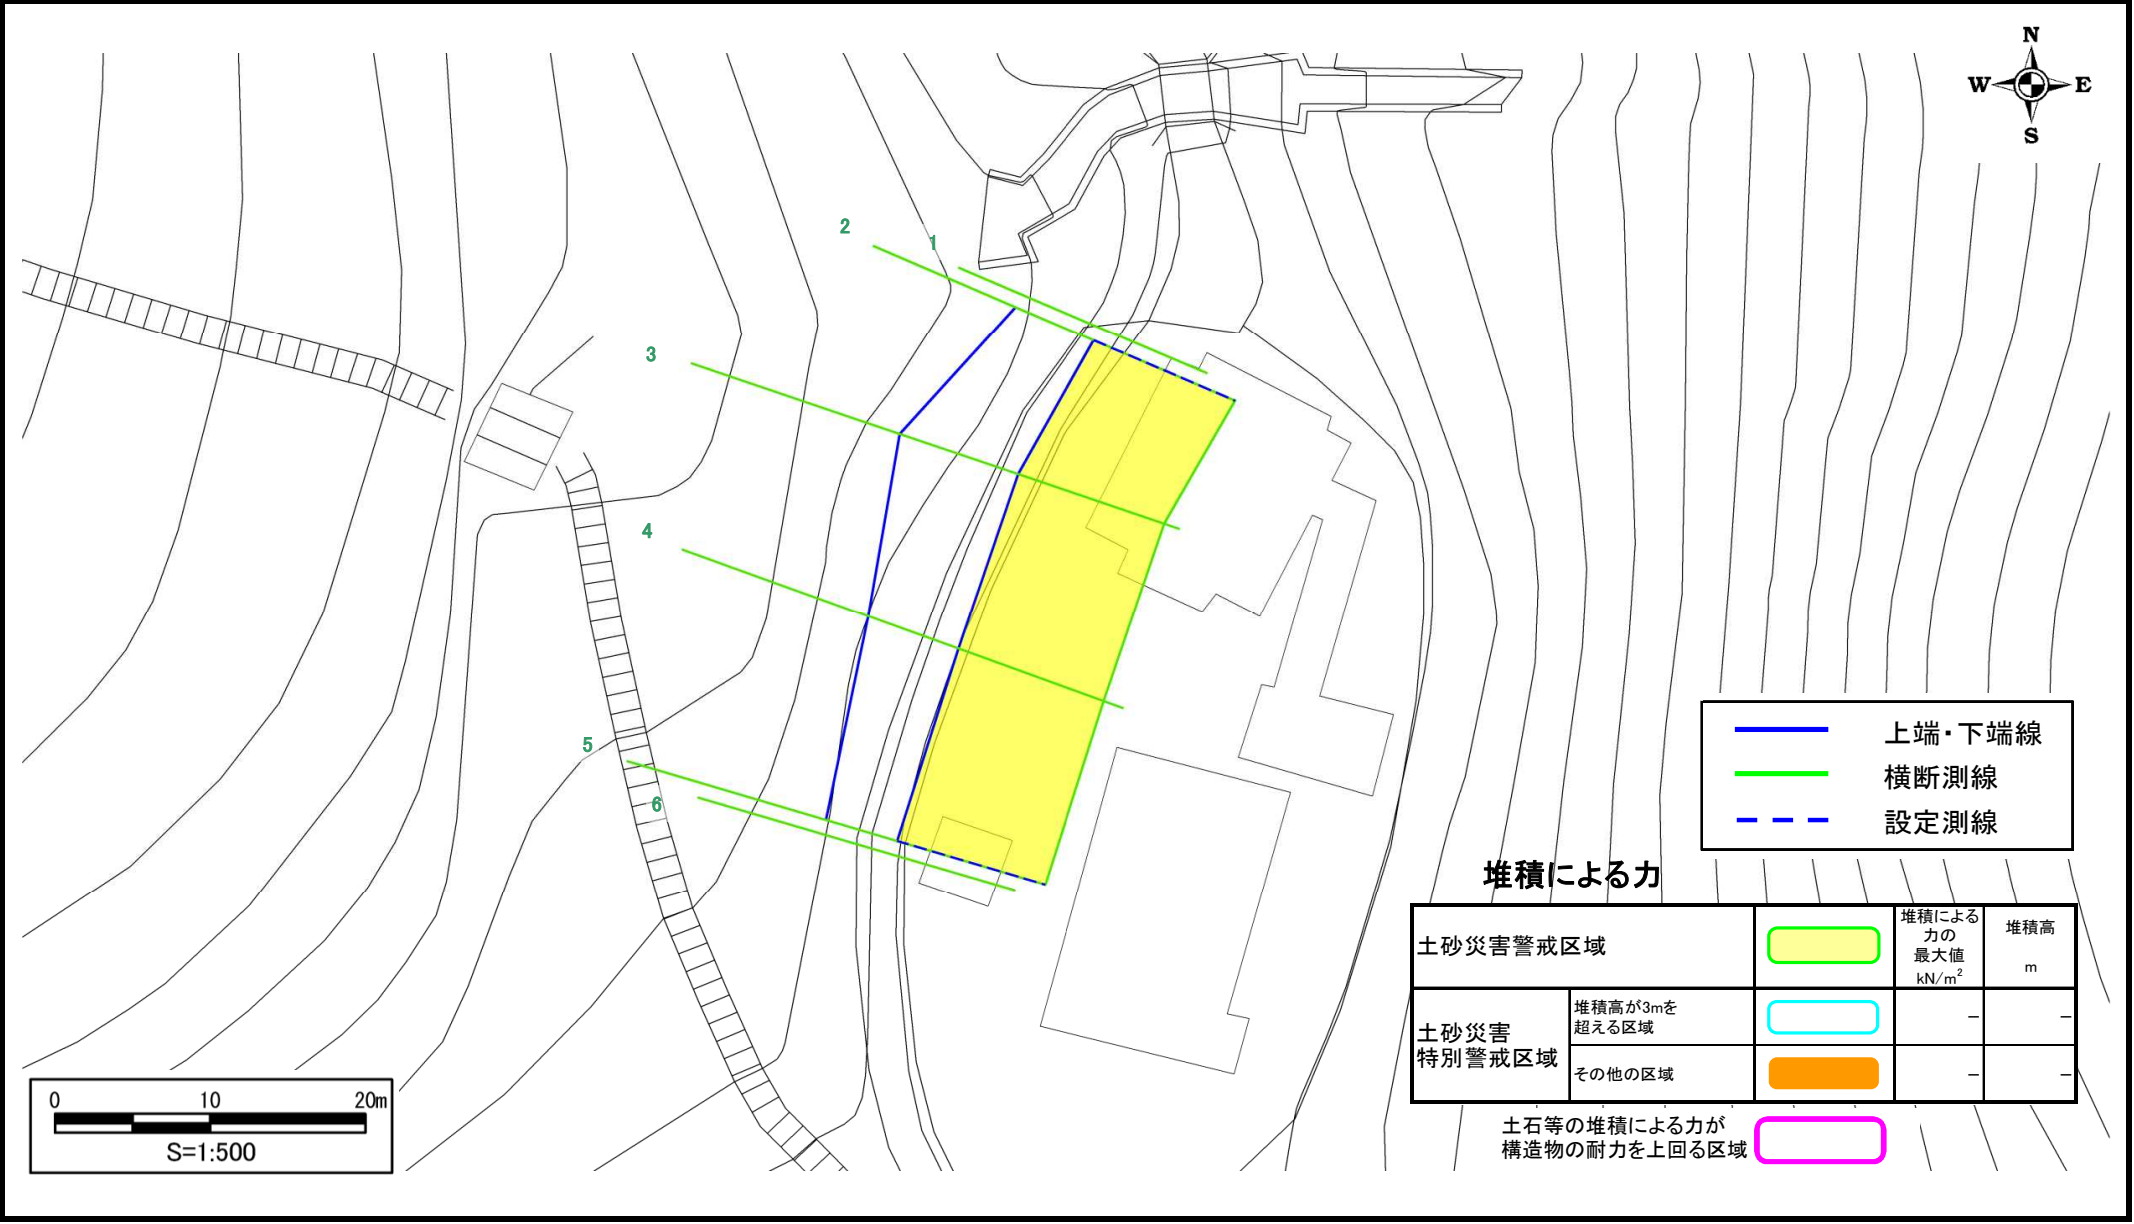 N
W E
S
2
1
3
4
5
6
上端・下端線
横断測線
設定測線
堆積による力
土砂災害警戒区域
堆積による
力の
最大値
kN/m²
堆積高
m
土砂災害
特別警戒区域
堆積高が3mを
超える区域
－ －
その他の区域
－ －
土石等の堆積による力が
構造物の耐力を上回る区域
0 10 20m
S=1:500